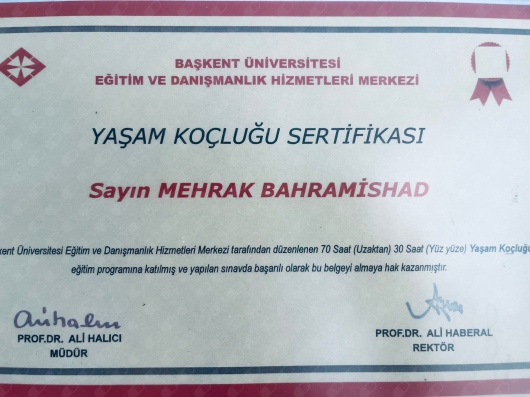 BAŞKENT ÜNİVERSİTESİ
EĞİTİM VE DANIŞMANLIK HİZMETLERİ MERKEZİ
YAŞAM KOÇLUĞU SERTİFİKASI
Sayın MEHRAK BAHRAMİSHAD
kent Üniversitesi Eğitim ve Danışmanlık Hizmetleri Merkezi tarafından düzenlenen 70 Saat (Uzaktan) 30 Saat (Yüz yüze) Yaşam Koçluğu
eğitim programına katılmış ve yapılan sınavda başarılı olarak bu belgeyi almaya hak kazanmıştır.
PROF.DR. ALİ HALICI
MÜDÜR
PROF.DR. ALİ HABERAL
REKTÖR